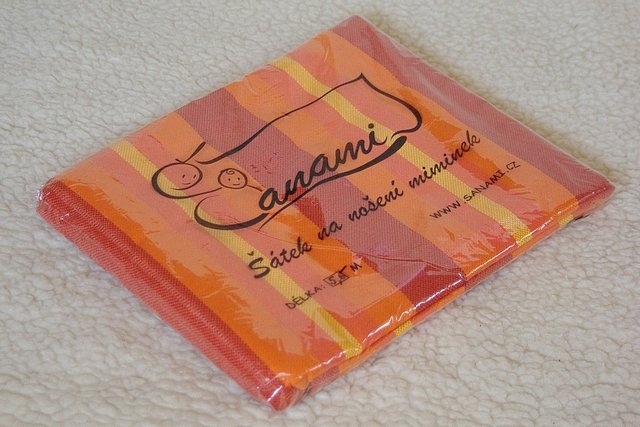 Sanami
Šátek na nošení miminek
WWW.SANAMI.CZ
DÉLKA: M